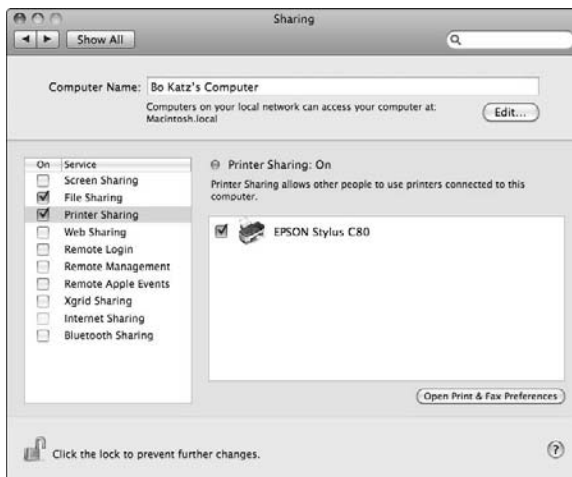 Sharing
Show All
Computer Name: Bo Katz's Computer
Computers on your local network can access your computer at:
Macintosh.local
Edit...
On Service
Screen Sharing
File Sharing
Printer Sharing
Web Sharing
Remote Login
Remote Management
Remote Apple Events
Xgrid Sharing
Internet Sharing
Bluetooth Sharing
Printer Sharing: On
Printer Sharing allows other people to use printers connected to this
computer.
EPSON Stylus C80
Open Print & Fax Preferences
Click the lock to prevent further changes.
?